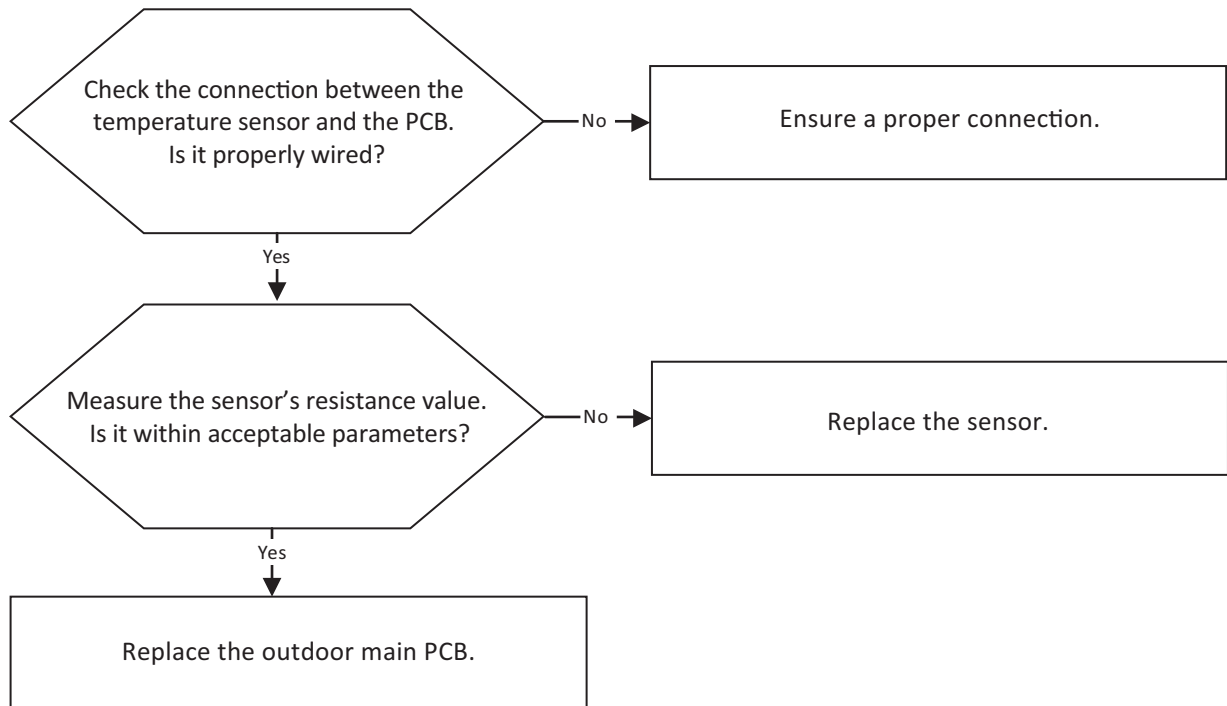 Check the connection between the
temperature sensor and the PCB.
Is it properly wired?
No
Ensure a proper connection.
Yes
Measure the sensor’s resistance value.
Is it within acceptable parameters?
No
Replace the sensor.
Yes
Replace the outdoor main PCB.